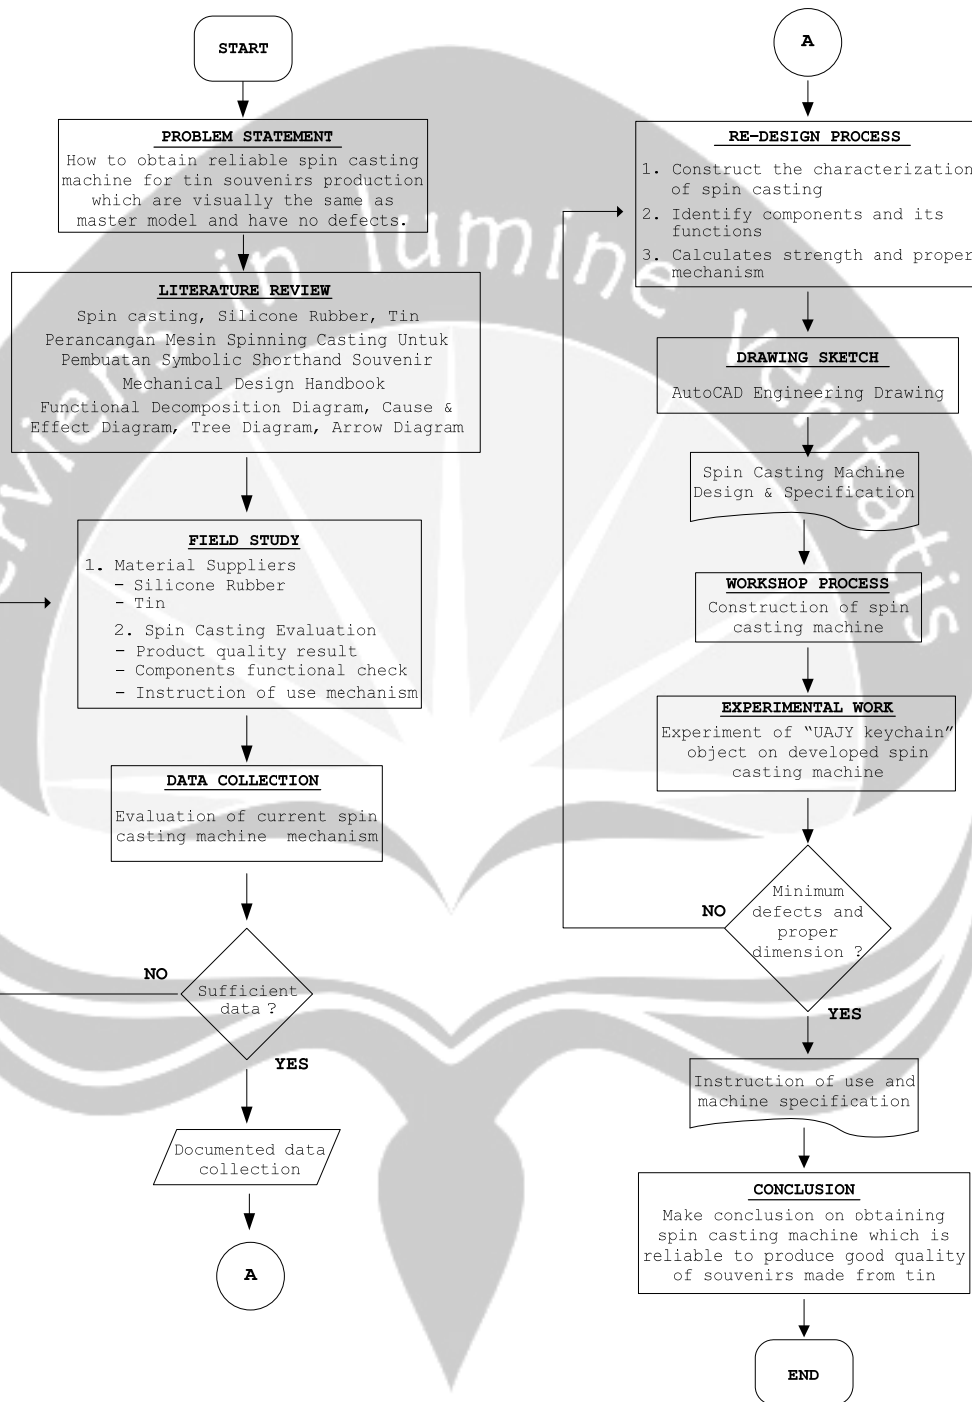 START
PROBLEM STATEMENT
How to obtain reliable spin casting
machine for tin souvenirs production
which are visually the same as
master model and have no defects.
LITERATURE REVIEW
Spin casting, Silicone Rubber, Tin
Perancangan Mesin Spinning Casting Untuk
Pembuatan Symbolic Shorthand Souvenir
Mechanical Design Handbook
Functional Decomposition Diagram, Cause &
Effect Diagram, Tree Diagram, Arrow Diagram
FIELD STUDY
1. Material Suppliers
- Silicone Rubber
- Tin
2. Spin Casting Evaluation
- Product quality result
- Components functional check
- Instruction of use mechanism
DATA COLLECTION
Evaluation of current spin
casting machine mechanism
NO
Sufficient
data ?
YES
Documented data
collection
A
A
RE-DESIGN PROCESS
1. Construct the characterization
of spin casting
2. Identify components and its
functions
3. Calculates strength and proper
mechanism
DRAWING SKETCH
AutoCAD Engineering Drawing
Spin Casting Machine
Design & Specification
WORKSHOP PROCESS
Construction of spin
casting machine
EXPERIMENTAL WORK
Experiment of “UAJY keychain”
object on developed spin
casting machine
NO
Minimum
defects and
proper
dimension ?
YES
Instruction of use and
machine specification
CONCLUSION
Make conclusion on obtaining
spin casting machine which is
reliable to produce good quality
of souvenirs made from tin
END
erviens in lumine veritatis